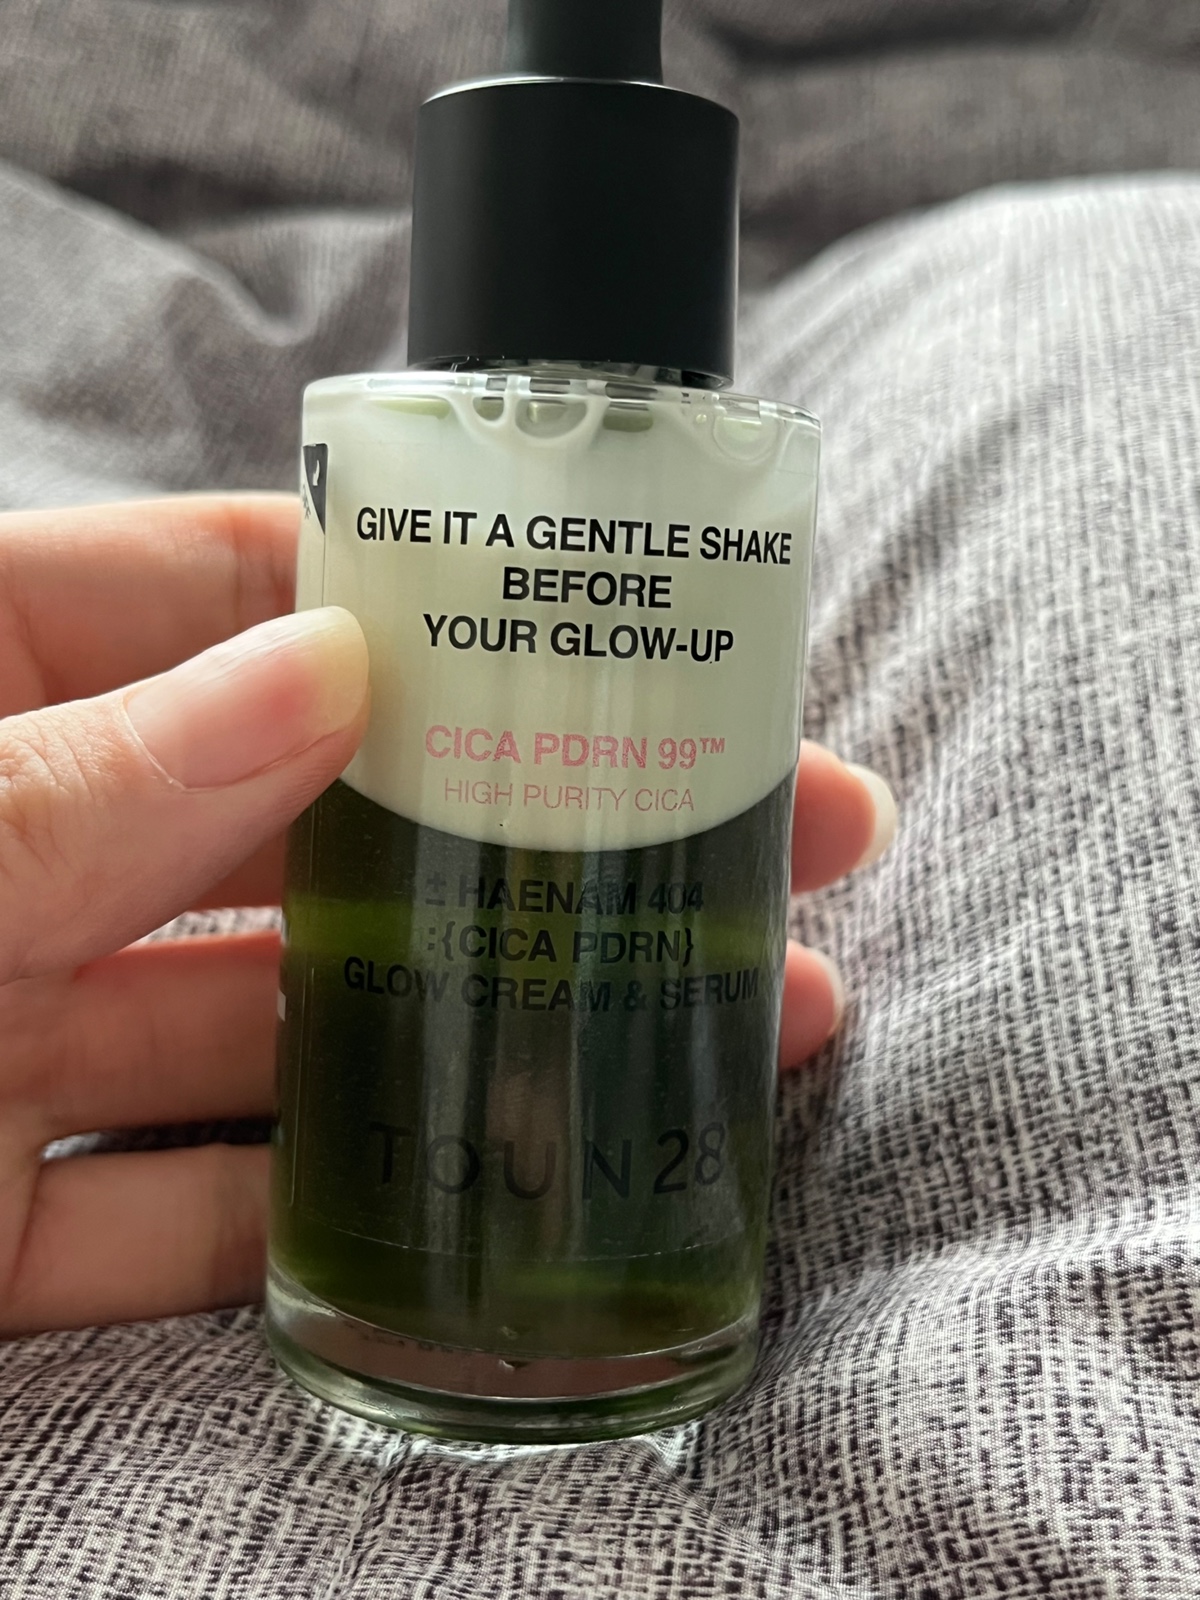 GIVE IT A GENTLE SHAKE
BEFORE
YOUR GLOW-UP
CICA PDRN 99™
HIGH PURITY CICA
± HAENAM 404
:{CICA PDRN}
GLOW CREAM & SERUM
TOUN28